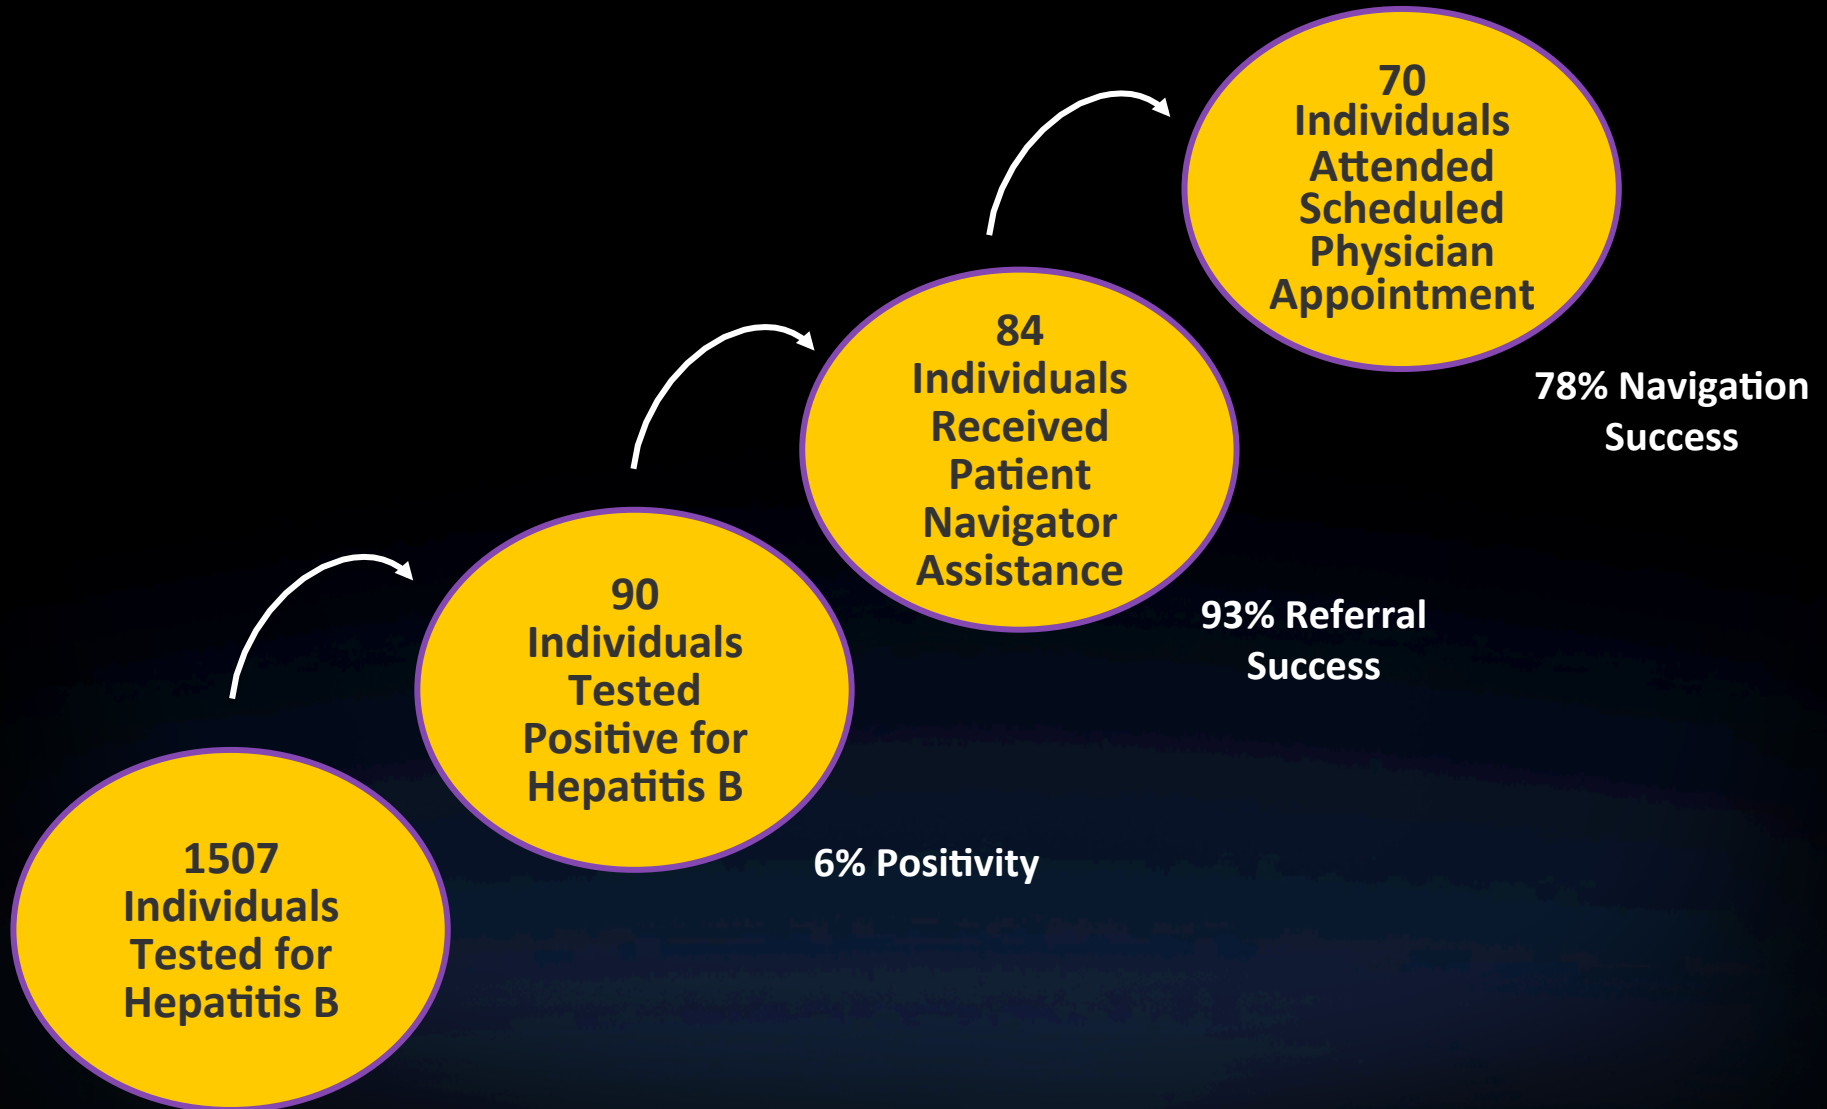 70
Individuals
Attended
Scheduled
Physician
Appointment
78% Navigation
Success
84
Individuals
Received
Patient
Navigator
Assistance
93% Referral
Success
90
Individuals
Tested
Positive for
Hepatitis B
6% Positivity
1507
Individuals
Tested for
Hepatitis B